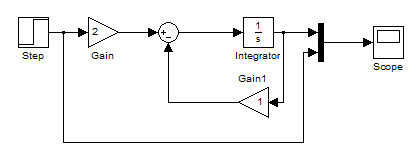 2
1
s
Step
Gain
Integrator
Scope
Gain1
1